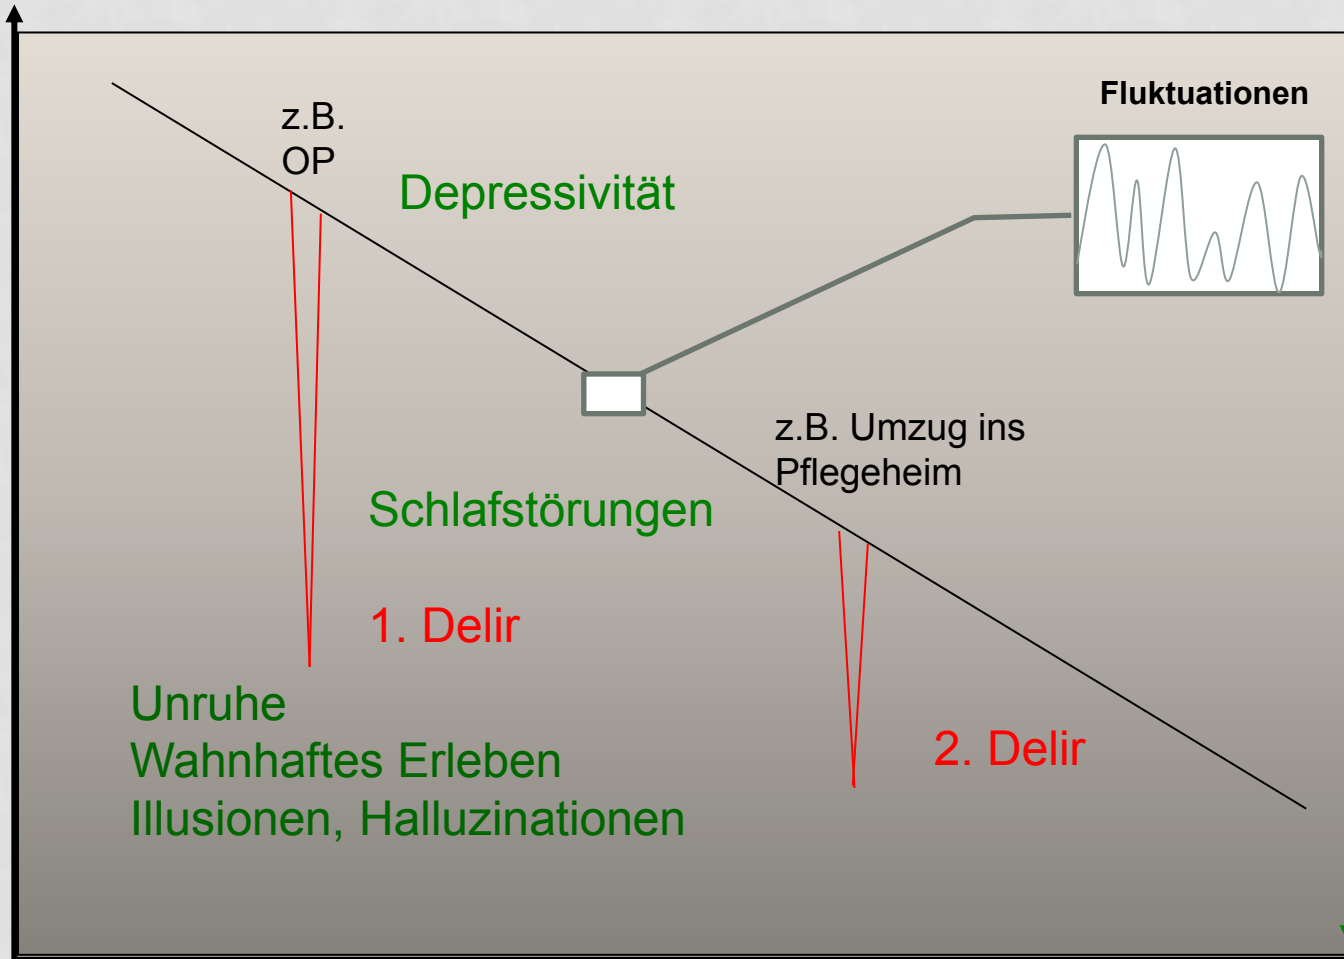 Fluktuationen
z.B.
OP
Depressivität
z.B. Umzug ins
Pflegeheim
Schlafstörungen
1. Delir
Unruhe
Wahnhaftes Erleben
Illusionen, Halluzinationen
2. Delir